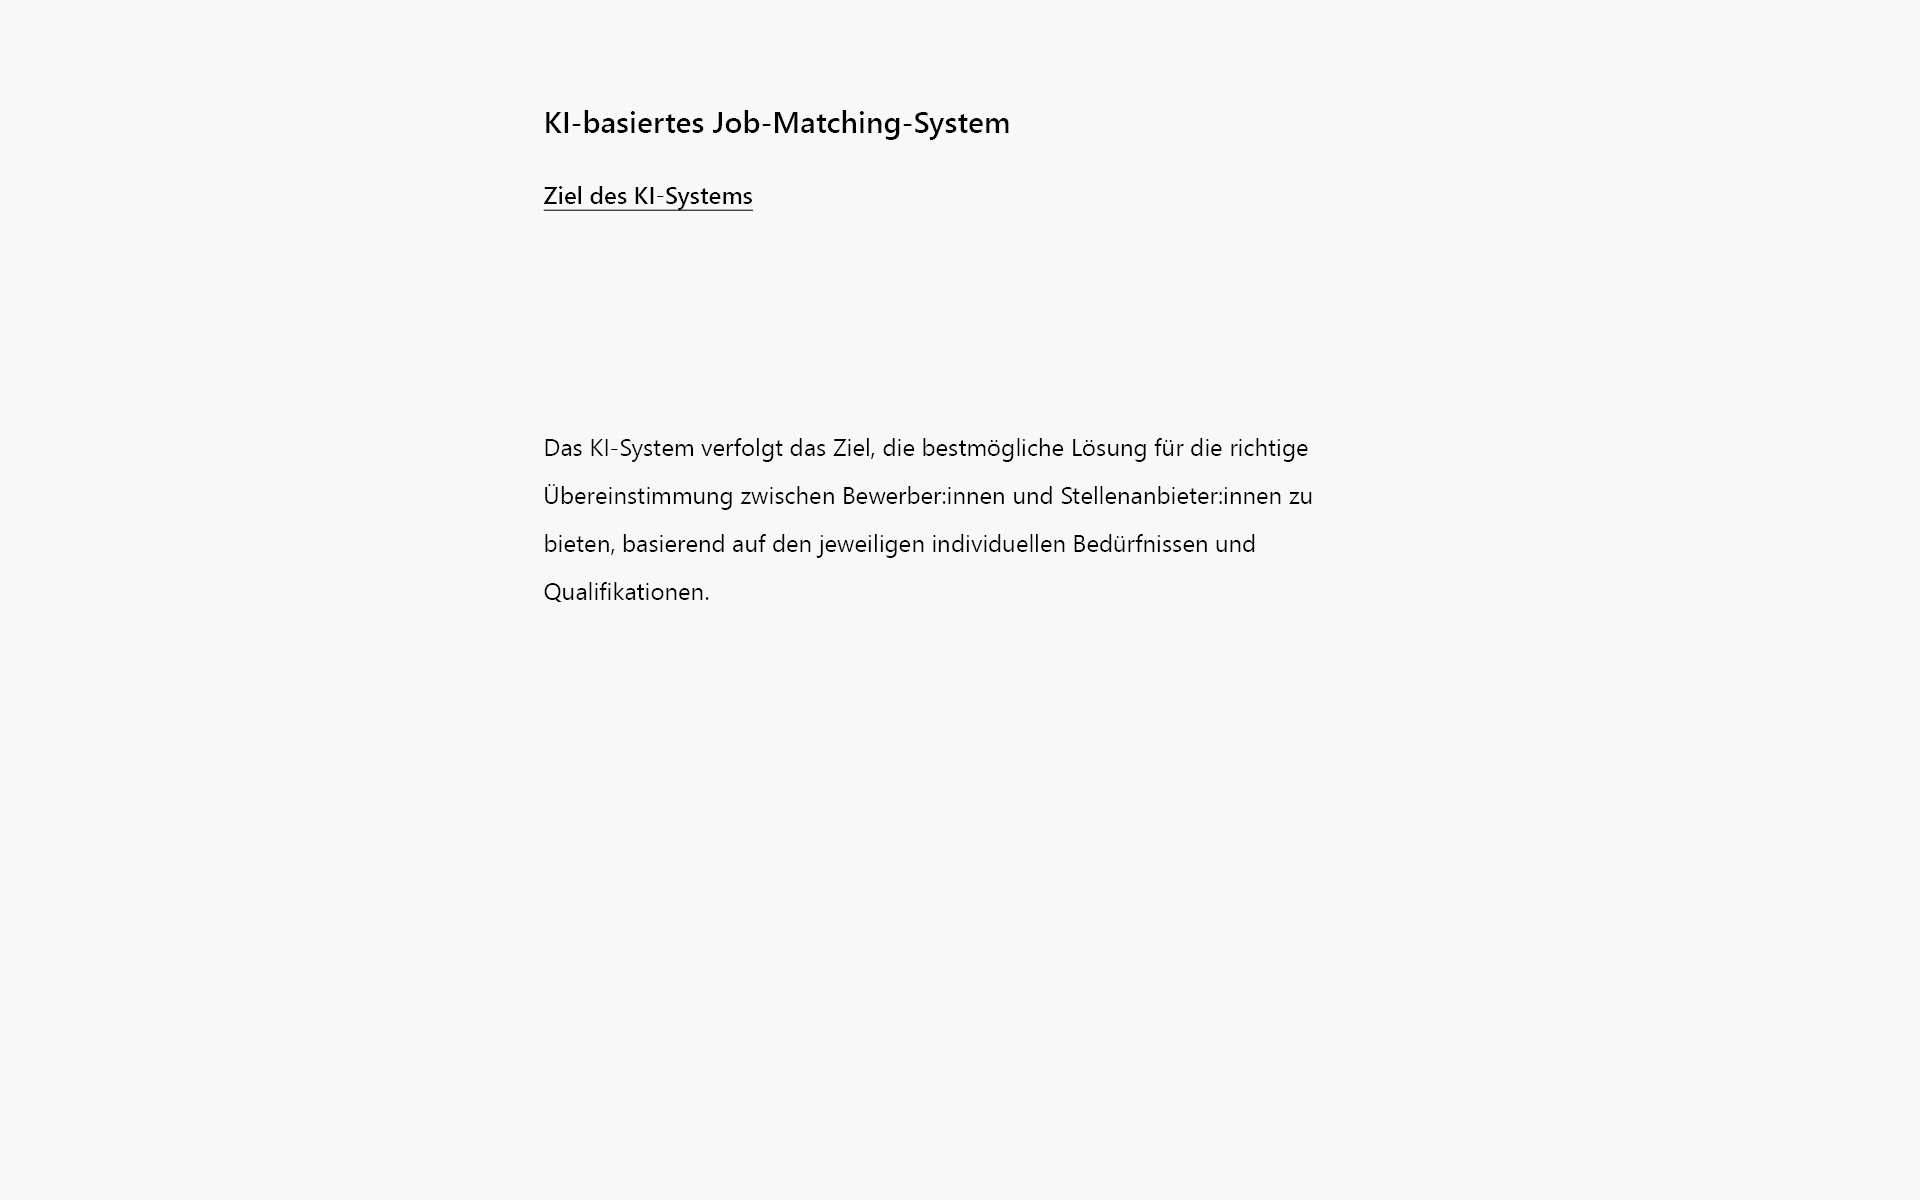 KI-basiertes Job-Matching-System
Ziel des KI-Systems
Das KI-System verfolgt das Ziel, die bestmögliche Lösung für die richtige
Übereinstimmung zwischen Bewerber:innen und Stellenanbieter:innen zu
bieten, basierend auf den jeweiligen individuellen Bedürfnissen und
Qualifikationen.